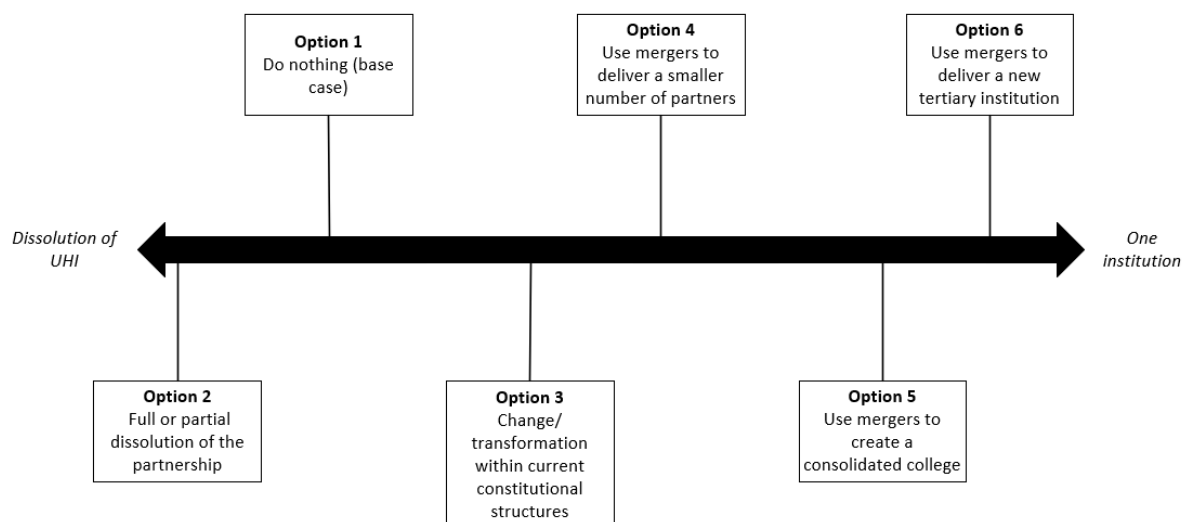 Option 1
Do nothing (base
case)
Option 4
Use mergers to
deliver a smaller
number of partners
Option 6
Use mergers to
deliver a new
tertiary institution
Dissolution of
UHI
One
institution
Option 2
Full or partial
dissolution of the
partnership
Option 3
Change/
transformation
within current
constitutional
structures
Option 5
Use mergers to
create a
consolidated college